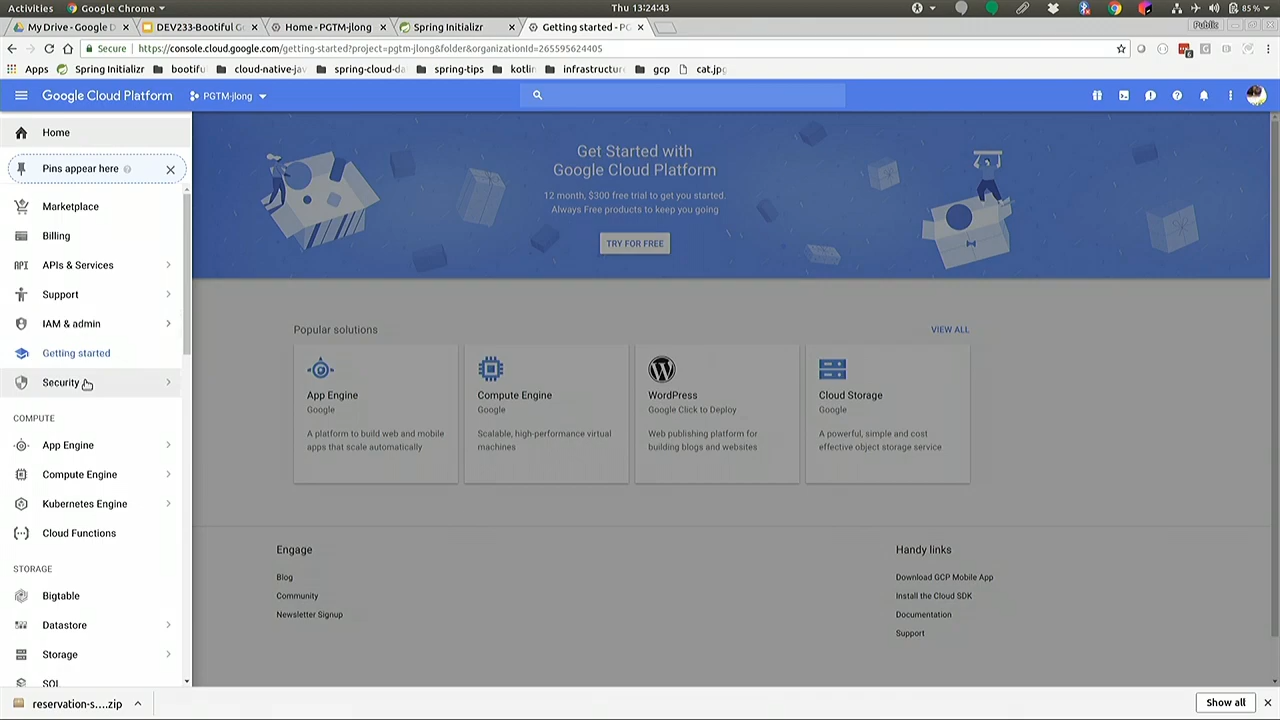 Activities
Google Chrome
Thu 13:24:43
85%
My Drive - Google D
DEV233-Bootiful G
Home - PGTM-jlong
Spring Initializr
Getting started - PG
Public
Secure
https://console.cloud.google.com/getting-started?project=pgtm-jlong&folder&organizationId=265595624405
Apps
Spring Initializr
bootifu
cloud-native-jav
spring-cloud-da
spring-tips
kotlin
infrastructur
gcp
cat.jpg
Google Cloud Platform
PGTM-jlong
Home
Pins appear here
Marketplace
Billing
API APIs & Services
Support
IAM & admin
Getting started
Security
COMPUTE
App Engine
Compute Engine
Kubernetes Engine
Cloud Functions
STORAGE
Bigtable
Datastore
Storage
SQL
Get Started with
Google Cloud Platform
12 month, $300 free trial to get you started.
Always Free products to keep you going
TRY FOR FREE
Popular solutions
VIEW ALL
App Engine
Google
A platform to build web and mobile
apps that scale automatically
Compute Engine
Google
Scalable, high-performance virtual
machines
WordPress
Google Click to Deploy
Web publishing platform for
building blogs and websites
Cloud Storage
Google
A powerful, simple and cost
effective object storage service
Engage
Blog
Community
Newsletter Signup
Handy links
Download GCP Mobile App
Install the Cloud SDK
Documentation
Support
reservation-s....zip
Show all